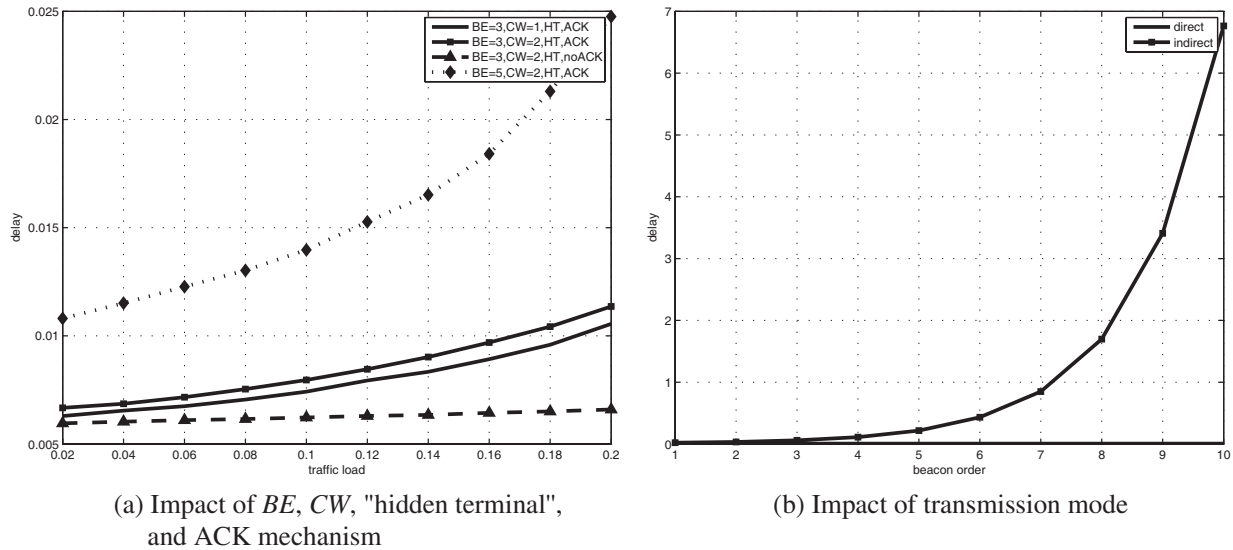 0.025
0.02
0.015
0.01
0.005
delay
BE=3,CW=1,HT,ACK
BE=3,CW=2,HT,ACK
BE=3,CW=2,HT,noACK
BE=5,CW=2,HT,ACK
0.02 0.04 0.06 0.08 0.1 0.12 0.14 0.16 0.18 0.2
traffic load
(a) Impact of BE, CW, "hidden terminal",
and ACK mechanism
7
6
5
4
3
2
1
0
delay
direct
indirect
1 2 3 4 5 6 7 8 9 10
beacon order
(b) Impact of transmission mode